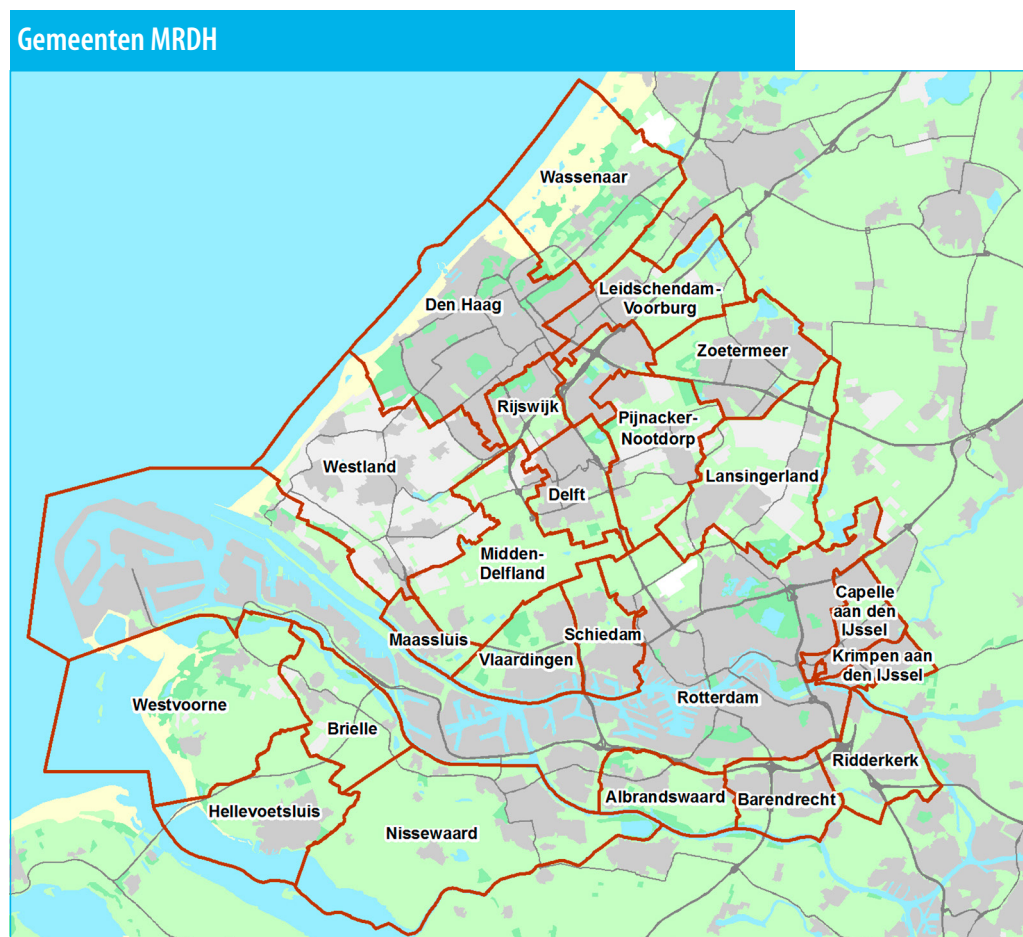 Gemeenten MRDH
Wassenaar
Leidschendam-
Voorburg
Den Haag
Zoetermeer
Rijswijk
Pijnacker-
Nootdorp
Westland
Lansingerland
Delft
Midden-
Delfland
Capelle
aan den
IJssel
Maassluis
Schiedam
Vlaardingen
Krimpen aan
den IJssel
Rotterdam
Westvoorne
Brielle
Ridderkerk
Albrandswaard
Barendrecht
Hellevoetsluis
Nissewaard